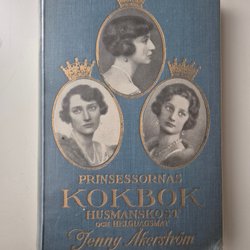 PRINSESSORNAS
KOKBOK
HUSMANSKOST
OCH HELGDAGSMAT
Jenny Åkerström